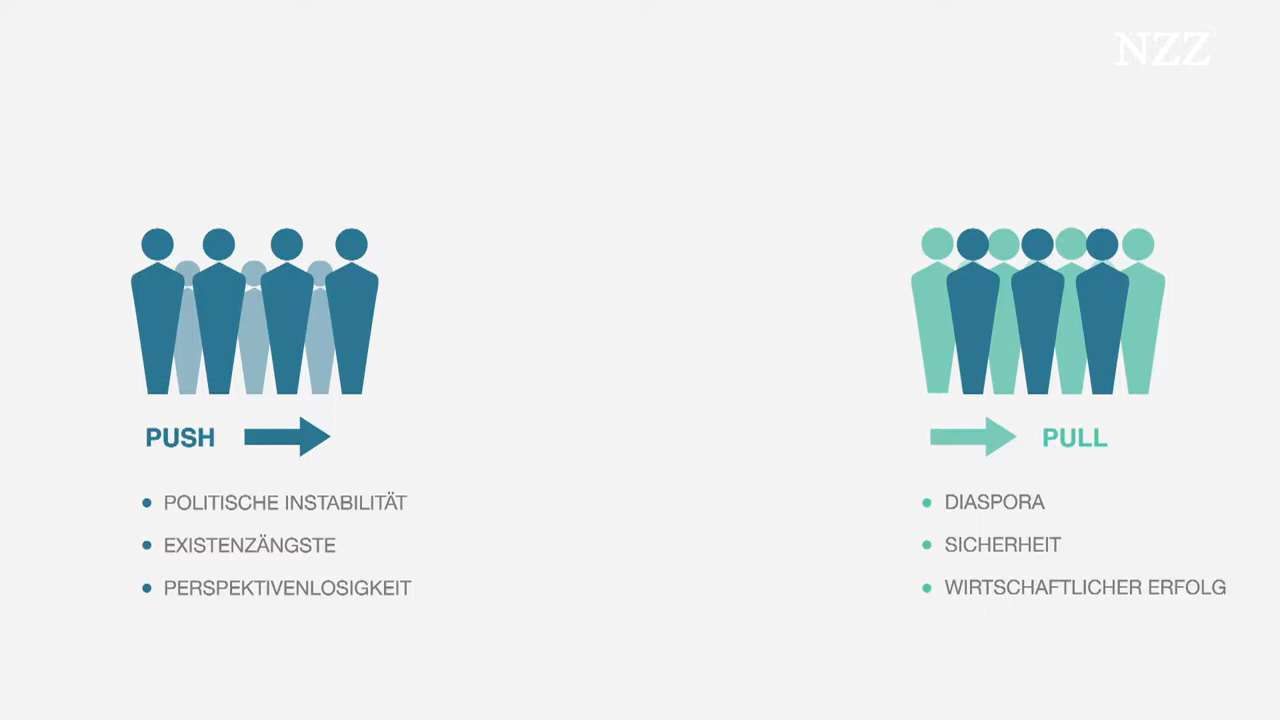 NZZ
PUSH
POLITISCHE INSTABILITÄT
EXISTENZÄNGSTE
PERSPEKTIVENLOSIGKEIT
PULL
DIASPORA
SICHERHEIT
WIRTSCHAFTLICHER ERFOLG